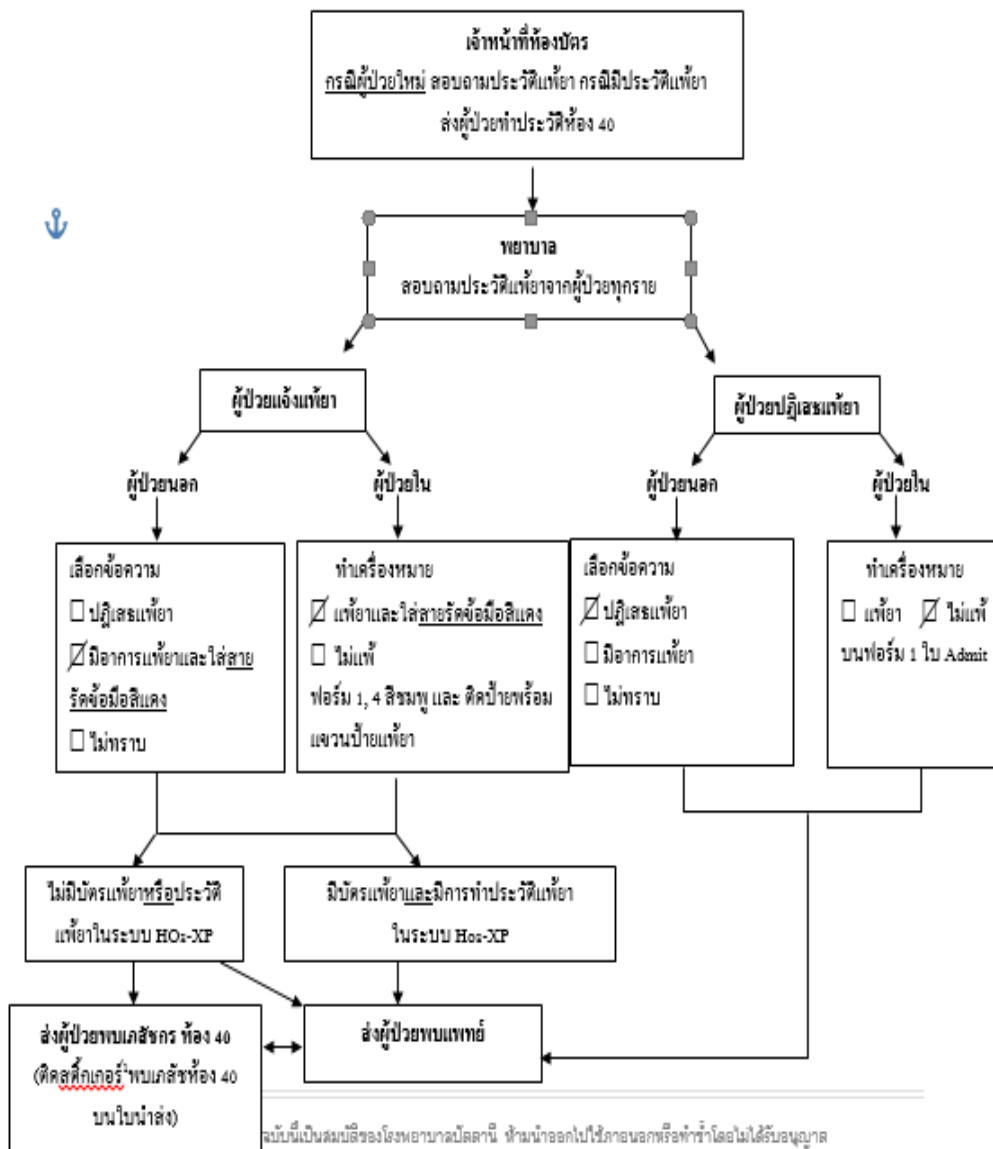 เจ้าหน้าที่ห้องบัตร
กรณีผู้ป่วยใหม่ สอบถามประวัติแพ้ยา กรณีมีประวัติแพ้ยา
ส่งผู้ป่วยทำประวัติห้อง 40
พยาบาล
สอบถามประวัติแพ้ยาจากผู้ป่วยทุกราย
ผู้ป่วยแจ้งแพ้ยา
ผู้ป่วยปฏิเสธแพ้ยา
ผู้ป่วยนอก
ผู้ป่วยใน
ผู้ป่วยนอก
ผู้ป่วยใน
เลือกข้อความ
ปฏิเสธแพ้ยา
มีอาการแพ้ยาและใส่สาย
รัดข้อมือสีแดง
ไม่ทราบ
ทำเครื่องหมาย
แพ้ยาและใส่สายรัดข้อมือสีแดง
ไม่แพ้
ฟอร์ม 1, 4 สีชมพู และ ติดป้ายพร้อม
แขวนป้ายแพ้ยา
เลือกข้อความ
ปฏิเสธแพ้ยา
มีอาการแพ้ยา
ไม่ทราบ
ทำเครื่องหมาย
แพ้ยา ไม่แพ้
บนฟอร์ม 1 ใบ Admit
ไม่มีบัตรแพ้ยาหรือประวัติ
แพ้ยาในระบบ HOs-XP
มีบัตรแพ้ยาและมีการทำประวัติแพ้ยา
ในระบบ Hos-XP
ส่งผู้ป่วยพบเภสัชกร ห้อง 40
(ติดสติ๊กเกอร์ พบเภสัชห้อง 40
บนใบนำส่ง)
ส่งผู้ป่วยพบแพทย์
ฉบับนี้เป็นสมบัติของโรงพยาบาลปัตตานี ห้ามนำออกไปใช้ภายนอกหรือทำซ้ำโดยไม่ได้รับอนุญาต